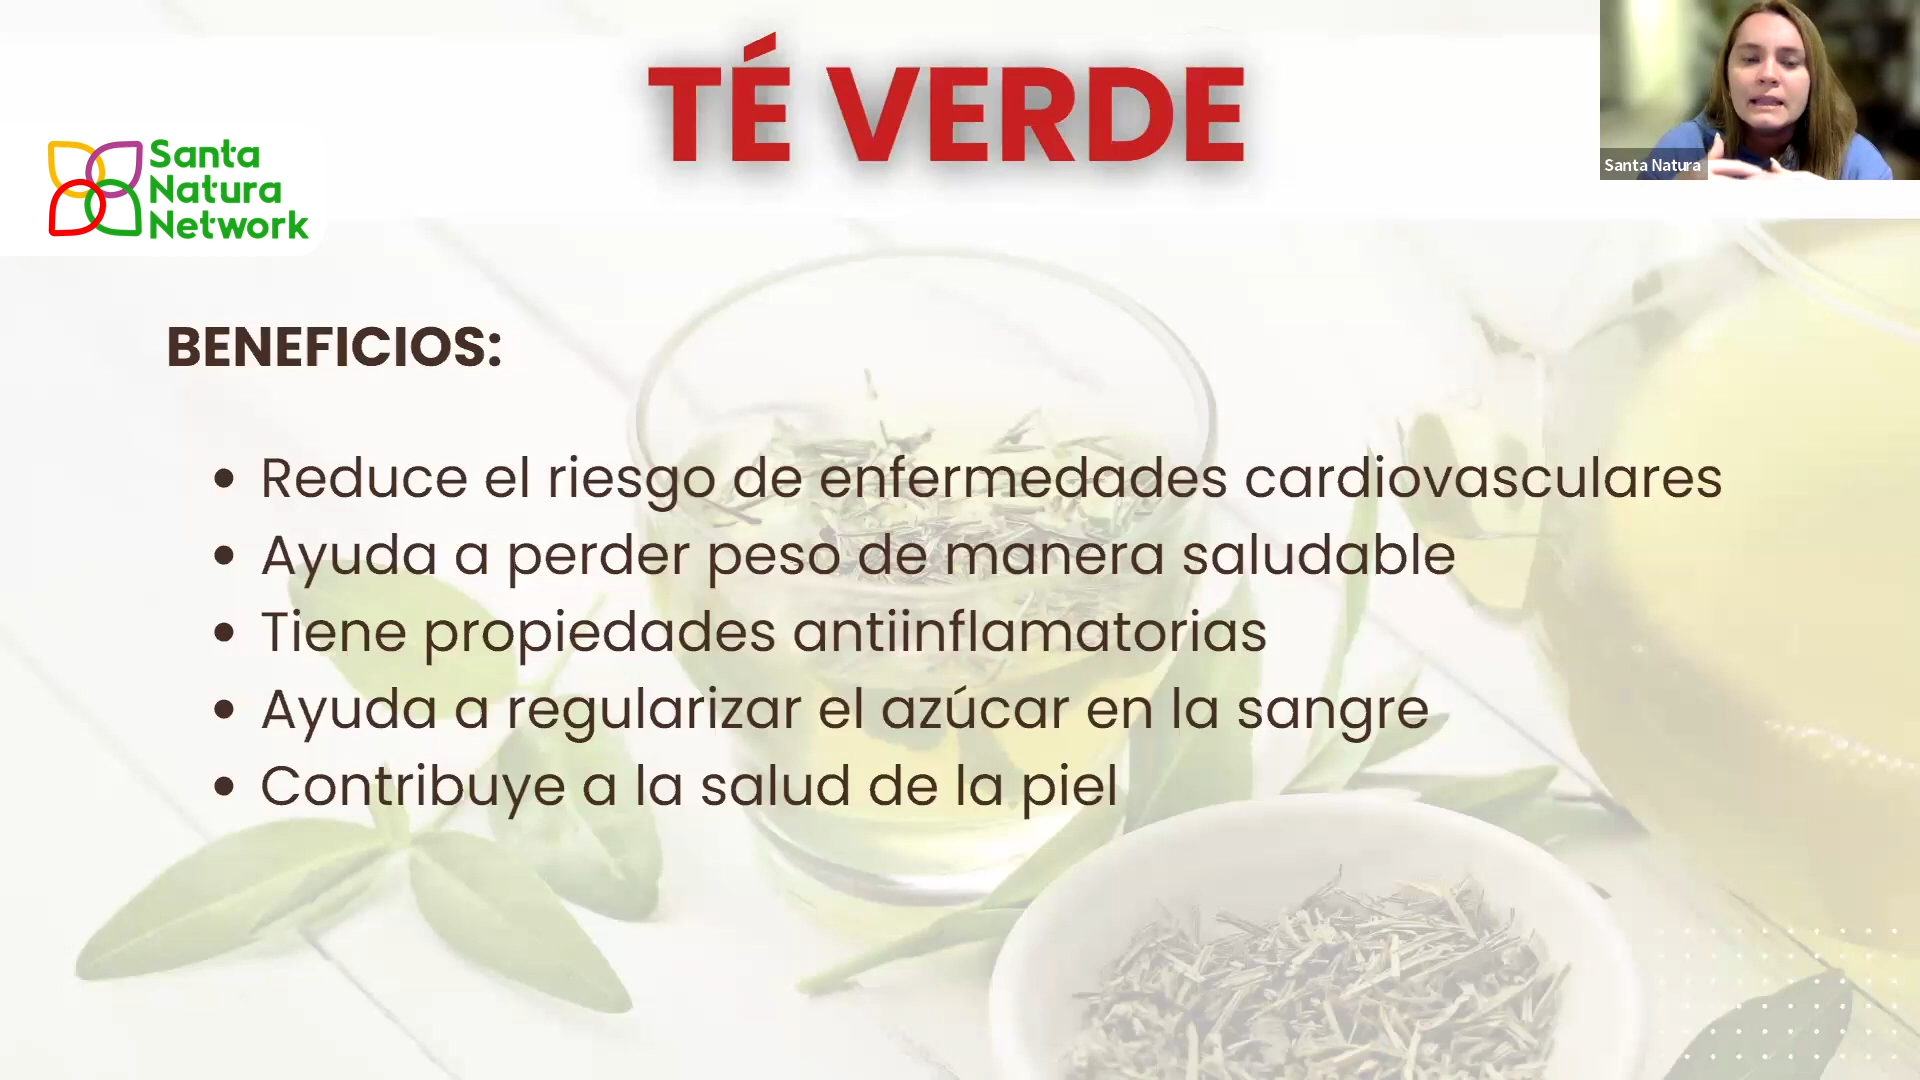 TÉ VERDE
Santa
Natura
Network
Santa Natura
BENEFICIOS:
• Reduce el riesgo de enfermedades cardiovasculares
• Ayuda a perder peso de manera saludable
• Tiene propiedades antiinflamatorias
• Ayuda a regularizar el azúcar en la sangre
• Contribuye a la salud de la piel